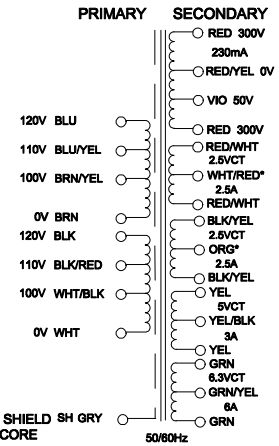 PRIMARY SECONDARY
RED 300V
230mA
RED/YEL 0V
VIO 50V
RED 300V
120V BLU
110V BLU/YEL
100V BRN/YEL
0V BRN
RED/WHT
2.5VCT
WHT/RED*
2.5A
RED/WHT
120V BLK
110V BLK/RED
100V WHT/BLK
0V WHT
BLK/YEL
2.5VCT
ORG*
2.5A
BLK/YEL
YEL
5VCT
YEL/BLK
3A
YEL
GRN
6.3VCT
GRN/YEL
6A
GRN
SHIELD SH GRY
CORE
50/60Hz